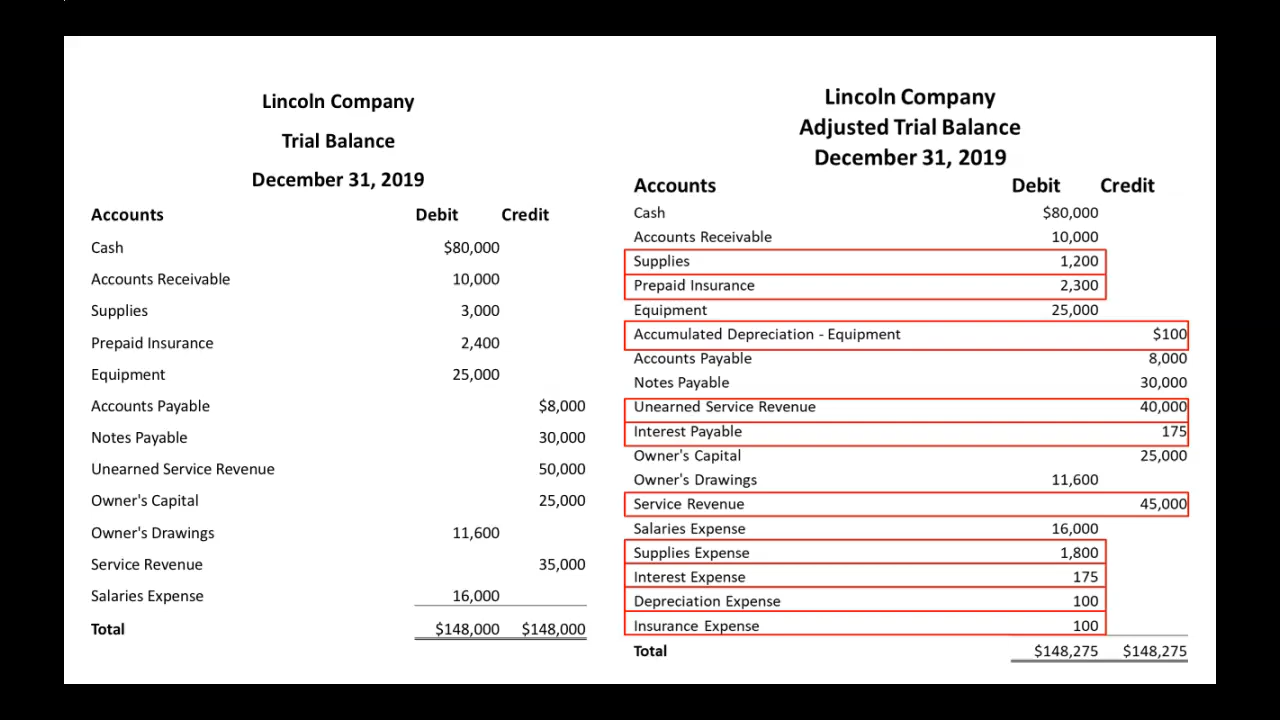 Lincoln Company
Trial Balance
December 31, 2019
Accounts Debit Credit
Cash $80,000
Accounts Receivable 10,000
Supplies 3,000
Prepaid Insurance 2,400
Equipment 25,000
Accounts Payable $8,000
Notes Payable 30,000
Unearned Service Revenue 50,000
Owner's Capital 25,000
Owner's Drawings 11,600
Service Revenue 35,000
Salaries Expense 16,000
Total $148,000 $148,000
Lincoln Company
Adjusted Trial Balance
December 31, 2019
Accounts Debit Credit
Cash $80,000
Accounts Receivable 10,000
Supplies 1,200
Prepaid Insurance 2,300
Equipment 25,000
Accumulated Depreciation - Equipment $100
Accounts Payable 8,000
Notes Payable 30,000
Unearned Service Revenue 40,000
Interest Payable 175
Owner's Capital 25,000
Owner's Drawings 11,600
Service Revenue 45,000
Salaries Expense 16,000
Supplies Expense 1,800
Interest Expense 175
Depreciation Expense 100
Insurance Expense 100
Total $148,275 $148,275